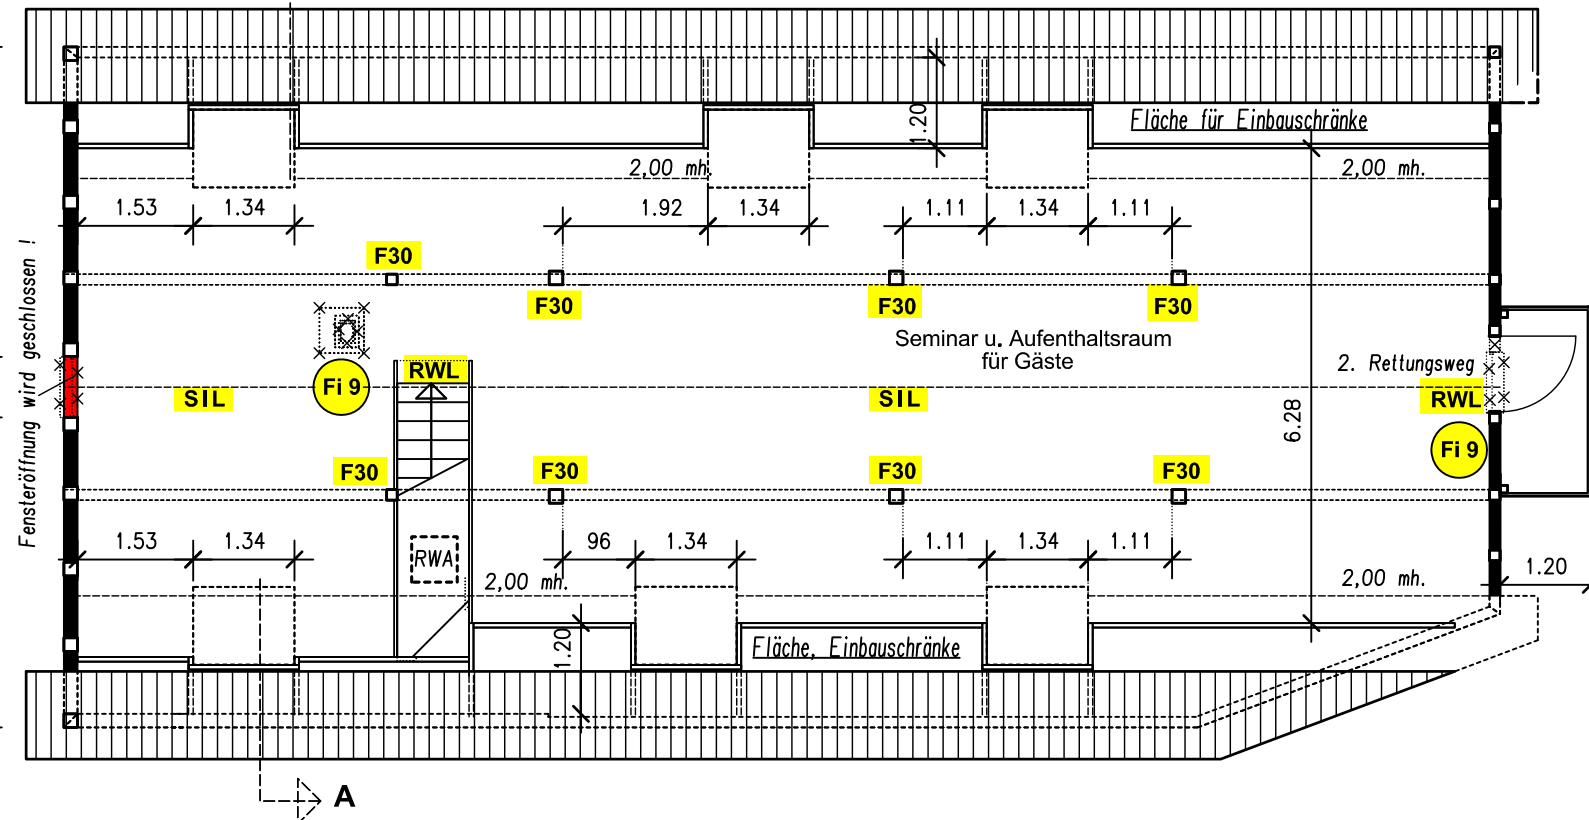 1.20
Fläche für Einbauschränke
2,00 mh.
2,00 mh.
1.53
1.34
1.92
1.34
1.11
1.34
1.11
Fensteröffnung wird geschlossen !
F30
F30
F30
F30
Seminar u. Aufenthaltsraum
für Gäste
2. Rettungsweg
RWL
Fi 9
SIL
SIL
RWL
6.28
Fi 9
F30
F30
F30
F30
1.53
1.34
96
1.34
1.11
1.34
1.11
RWA
2,00 mh.
2,00 mh.
1.20
1.20
Fläche, Einbauschränke
A